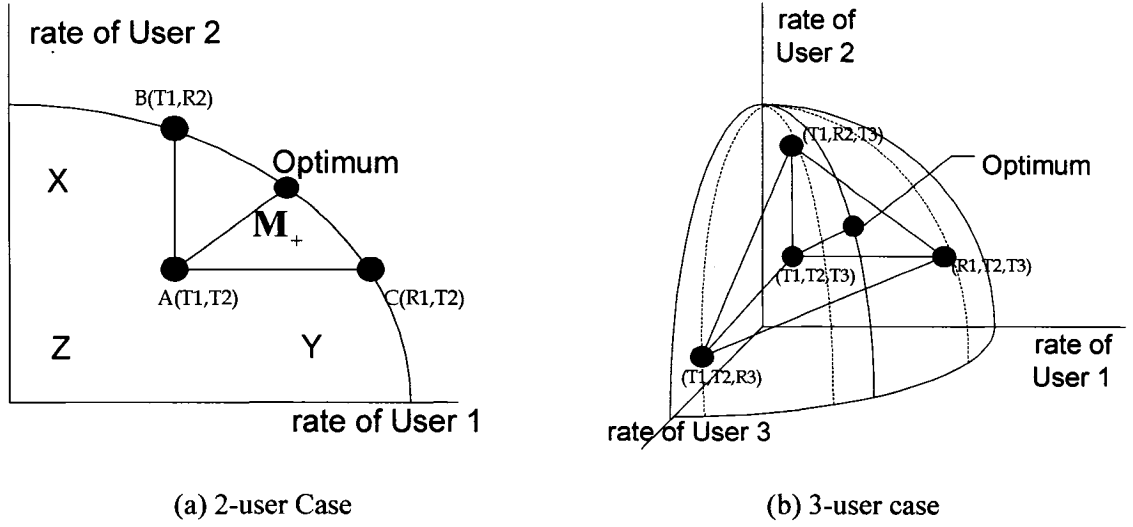 rate of User 2
B(T1,R2)
X
Optimum
M+
A(T1,T2)
C(R1,T2)
Z
Y
rate of User 1
(a) 2-user Case
rate of
User 2
(T1,R2,T3)
Optimum
(T1,T2,T3)
(R1,T2,T3)
(T1,T2,R3)
rate of
User 1
rate of User 3
(b) 3-user case